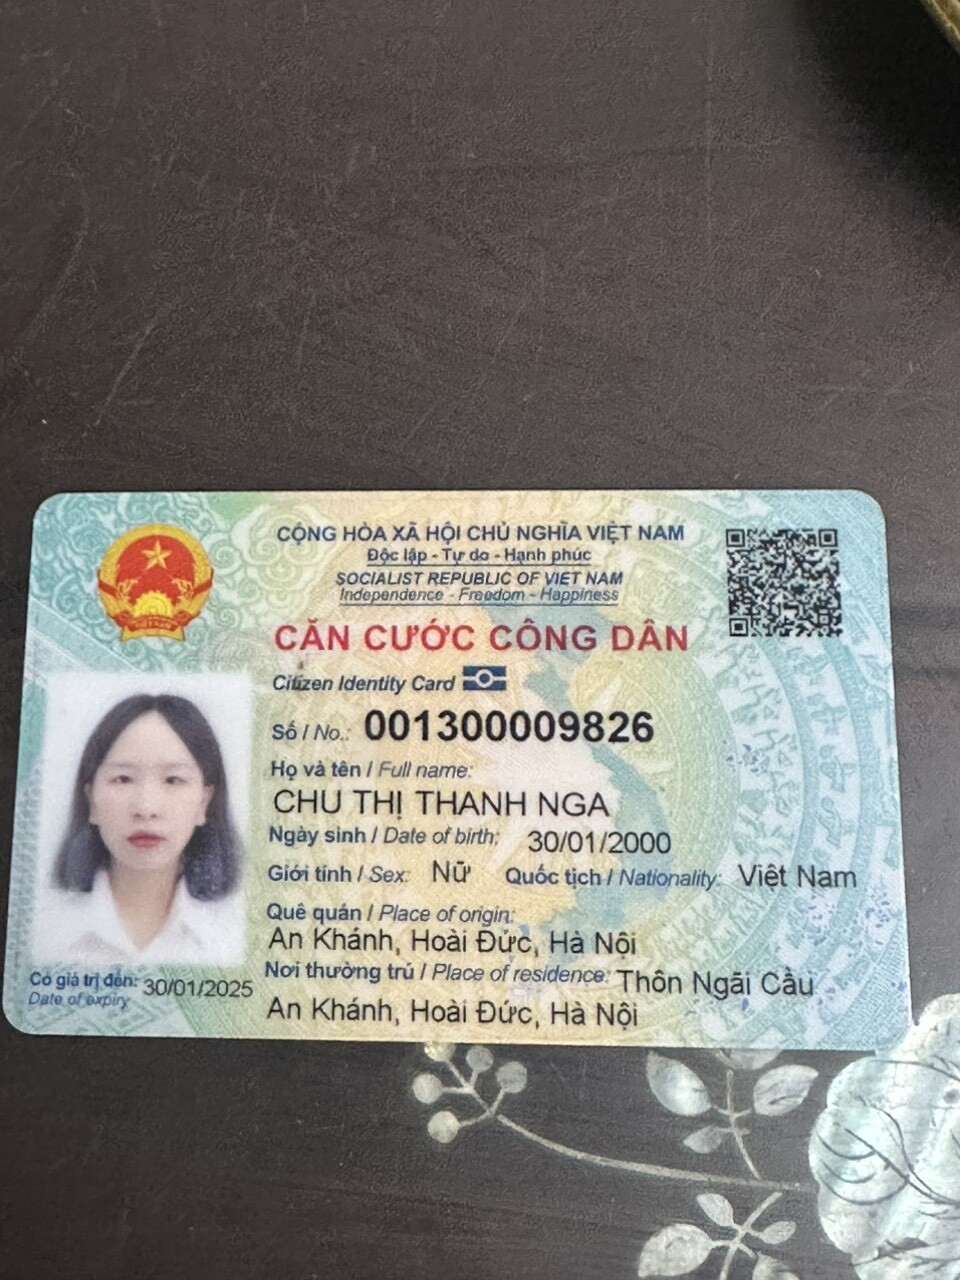 CỘNG HÒA XÃ HỘI CHỦ NGHĨA VIỆT NAM
Độc lập - Tự do - Hạnh phúc
SOCIALIST REPUBLIC OF VIET NAM
Independence - Freedom - Happiness
CĂN CƯỚC CÔNG DÂN
Citizen Identity Card
Số / No.: 001300009826
Họ và tên / Full name:
CHU THỊ THANH NGA
Ngày sinh / Date of birth: 30/01/2000
Giới tính / Sex: Nữ Quốc tịch / Nationality: Việt Nam
Quê quán / Place of origin:
An Khánh, Hoài Đức, Hà Nội
Nơi thường trú / Place of residence: Thôn Ngãi Cầu
An Khánh, Hoài Đức, Hà Nội
Có giá trị đến: 30/01/2025
Date of expiry